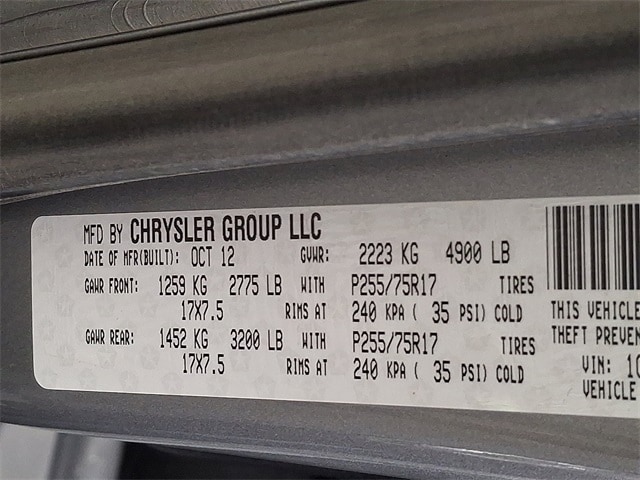 MFD BY CHRYSLER GROUP LLC
DATE OF MFR(BUILT): OCT 12 GVWR: 2223 KG 4900 LB
GAWR FRONT: 1259 KG 2775 LB WITH P255/75R17 TIRES
17X7.5 RIMS AT 240 KPA ( 35 PSI) COLD
GAWR REAR: 1452 KG 3200 LB WITH P255/75R17 TIRES
17X7.5 RIMS AT 240 KPA ( 35 PSI) COLD
THIS VEHICLE
THEFT PREVEN
VIN: 1C
VEHICLE